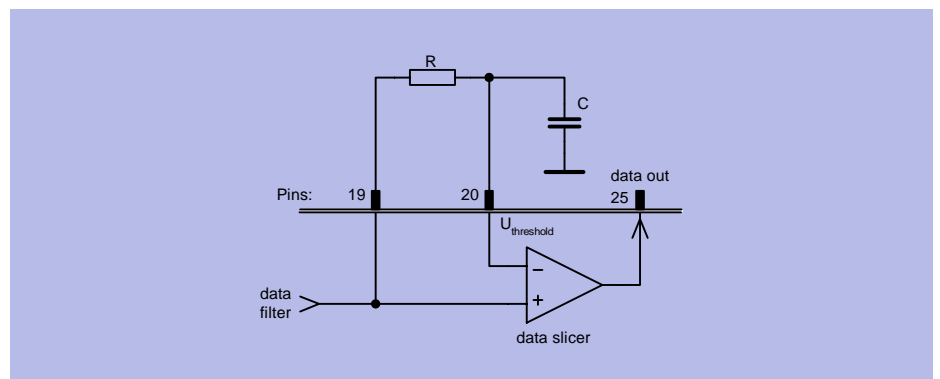 R
C
Pins:
19
20
data out
25
Uthreshold
data
filter
−
+
data slicer